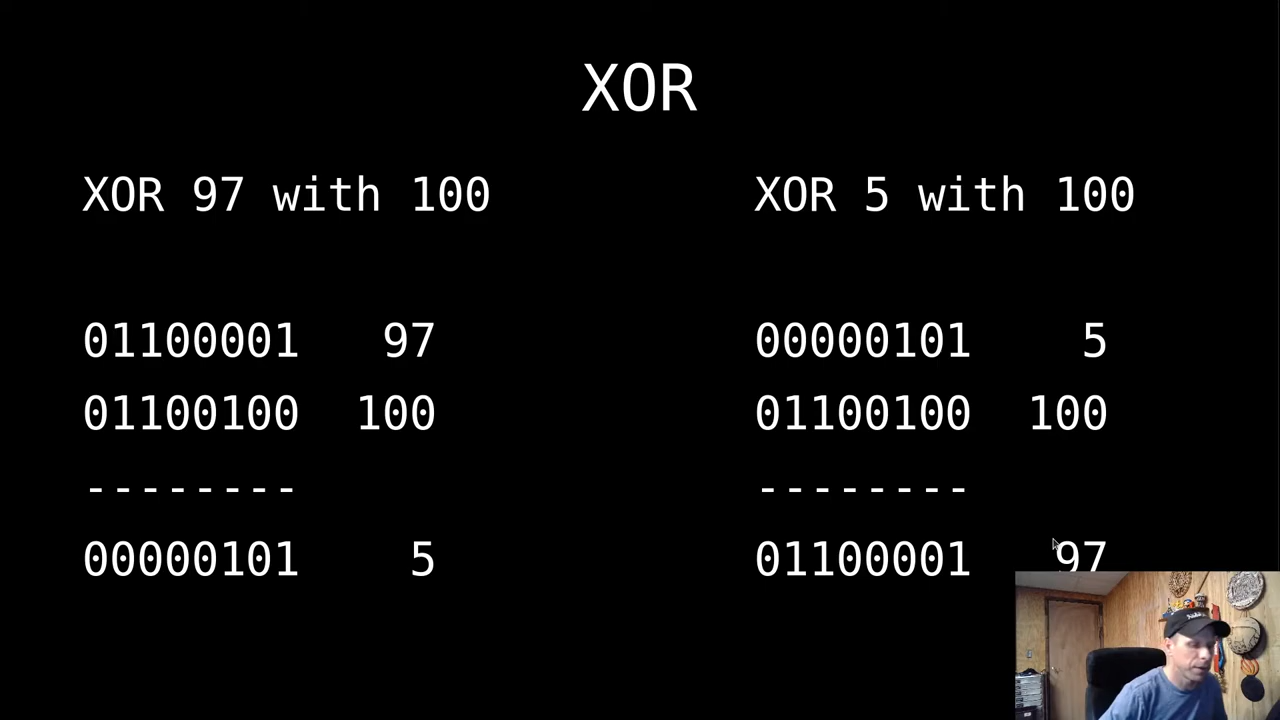 XOR
XOR 97 with 100
01100001   97
01100100  100
--------
00000101    5
XOR 5 with 100
00000101    5
01100100  100
--------
01100001   97